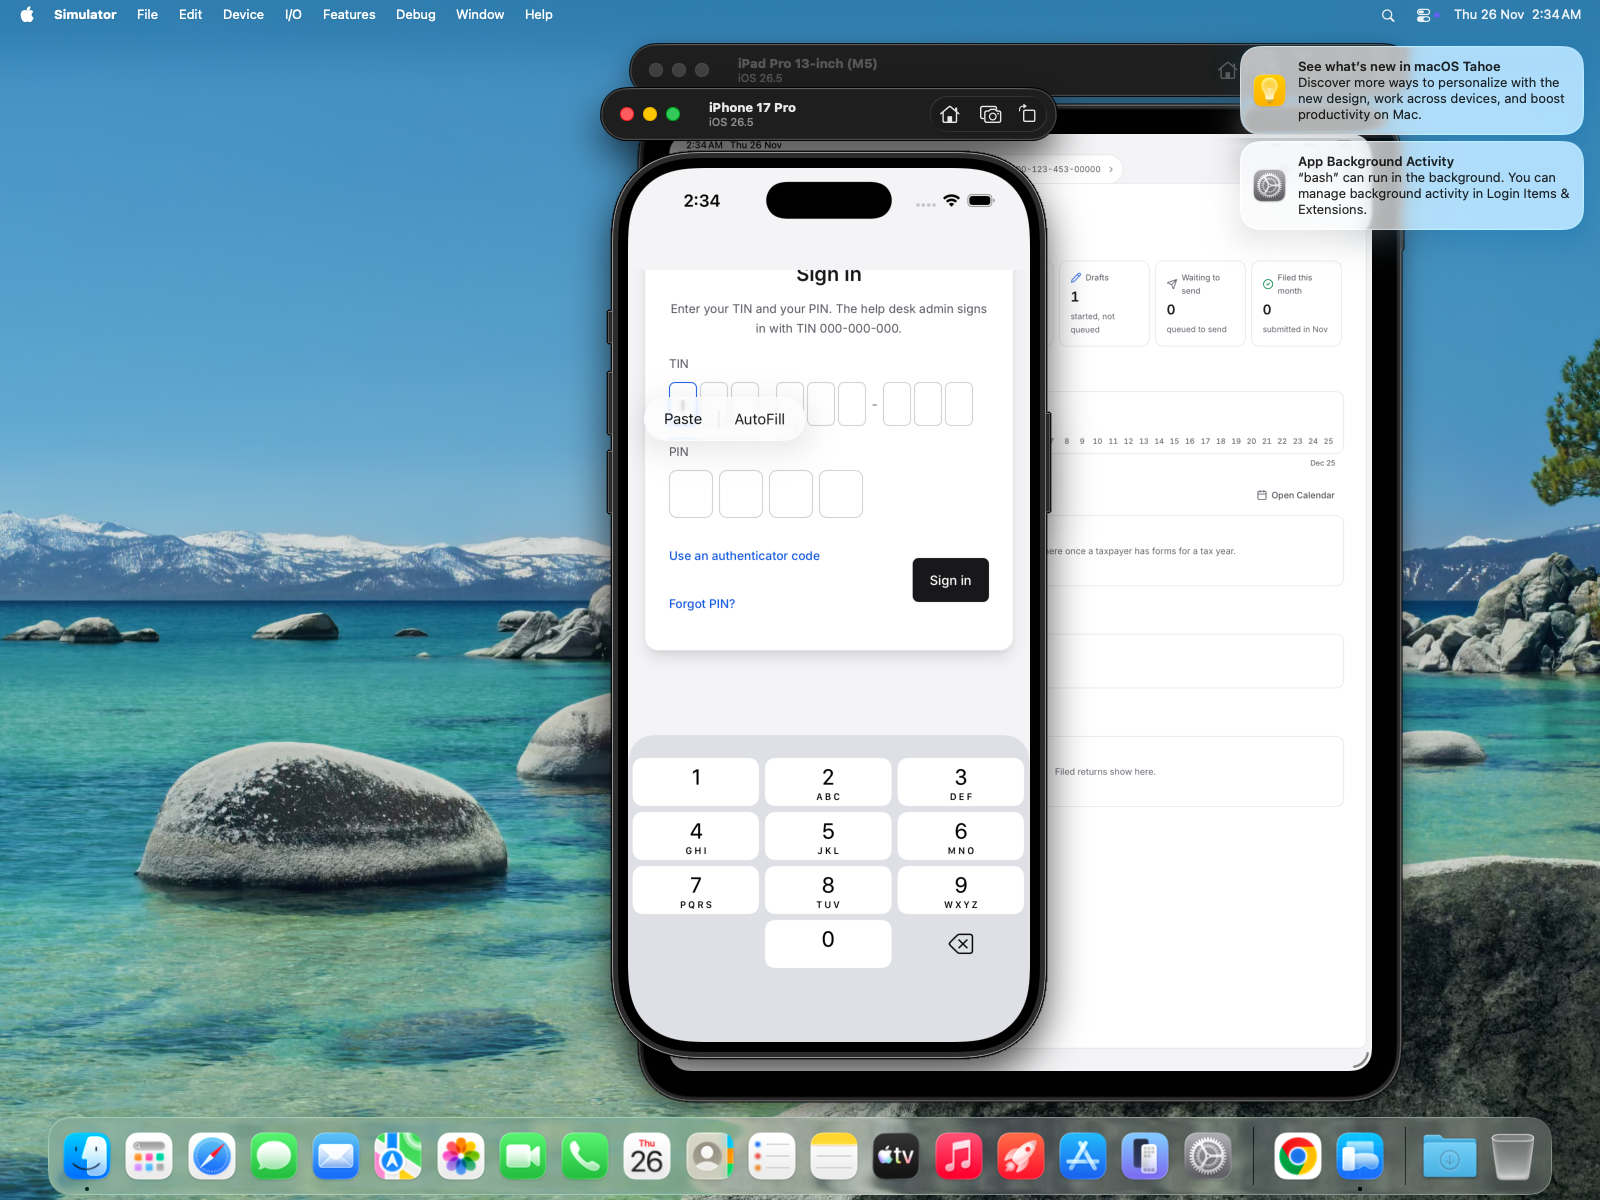 Simulator File Edit Device I/O Features Debug Window Help
Thu 26 Nov 2:34 AM
iPad Pro 13-inch (M5)
iOS 26.5
iPhone 17 Pro
iOS 26.5
See what's new in macOS Tahoe
Discover more ways to personalize with the
new design, work across devices, and boost
productivity on Mac.
App Background Activity
“bash” can run in the background. You can
manage background activity in Login Items &
Extensions.
2:34 AM Thu 26 Nov
0-123-453-00000
2:34
Sign in
Enter your TIN and your PIN. The help desk admin signs
in with TIN 000-000-000.
TIN
-
Paste AutoFill
PIN
Use an authenticator code
Sign in
Forgot PIN?
1 2 3
ABC DEF
4 5 6
GHI JKL MNO
7 8 9
PQRS TUV WXYZ
0
Drafts
1
started, not
queued
Waiting to
send
0
queued to send
Filed this
month
0
submitted in Nov
7 8 9 10 11 12 13 14 15 16 17 18 19 20 21 22 23 24 25
Dec 25
Open Calendar
here once a taxpayer has forms for a tax year.
Filed returns show here.
Thu
26
tv